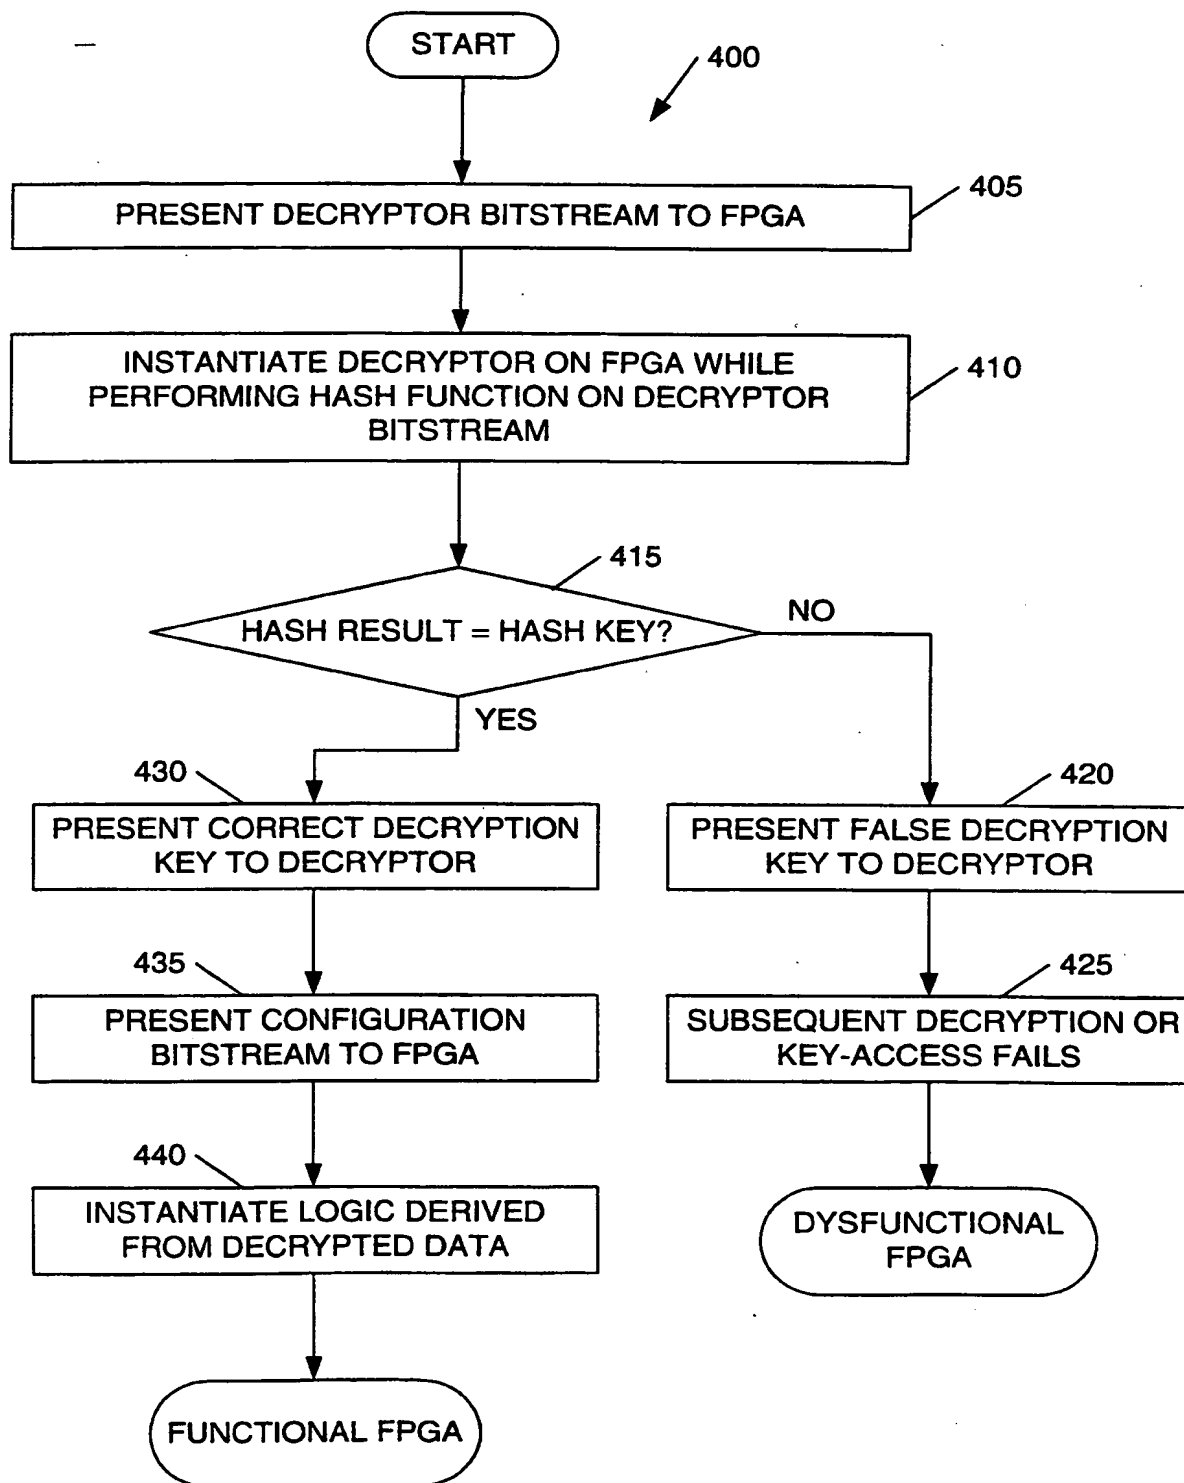 START
400
PRESENT DECRYPTOR BITSTREAM TO FPGA
405
INSTANTIATE DECRYPTOR ON FPGA WHILE
PERFORMING HASH FUNCTION ON DECRYPTOR
BITSTREAM
410
415
HASH RESULT = HASH KEY?
NO
YES
430
PRESENT CORRECT DECRYPTION
KEY TO DECRYPTOR
420
PRESENT FALSE DECRYPTION
KEY TO DECRYPTOR
435
PRESENT CONFIGURATION
BITSTREAM TO FPGA
425
SUBSEQUENT DECRYPTION OR
KEY-ACCESS FAILS
440
INSTANTIATE LOGIC DERIVED
FROM DECRYPTED DATA
DYSFUNCTIONAL
FPGA
FUNCTIONAL FPGA